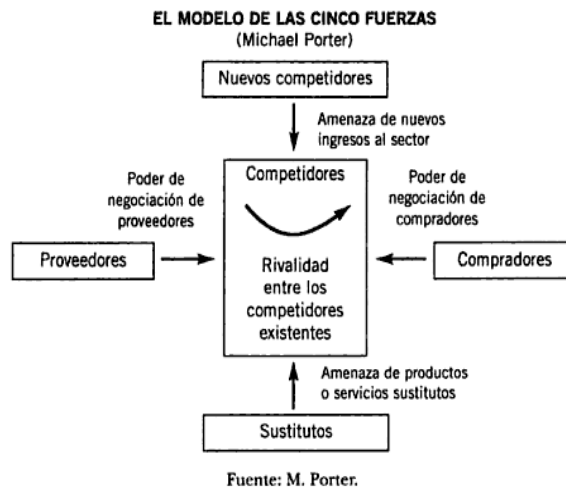 EL MODELO DE LAS CINCO FUERZAS
(Michael Porter)
Nuevos competidores
Amenaza de nuevos
ingresos al sector
Poder de
negociación de
proveedores
Competidores
Poder de
negociación de
compradores
Proveedores
Rivalidad
entre los
competidores
existentes
Compradores
Amenaza de productos
o servicios sustitutos
Sustitutos
Fuente: M. Porter.